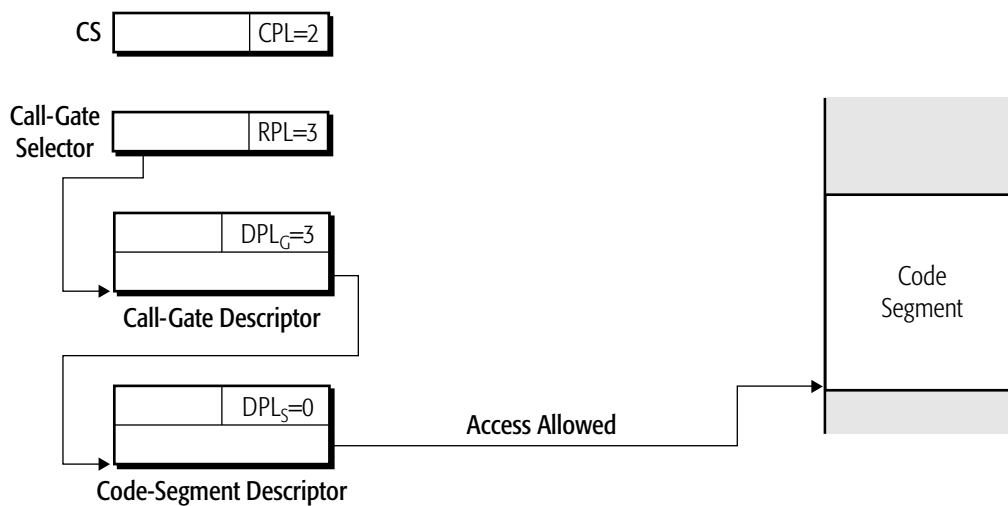 CS
CPL=2
Call-Gate
Selector
RPL=3
DPLG=3
Call-Gate Descriptor
Code
Segment
DPLS=0
Access Allowed
Code-Segment Descriptor